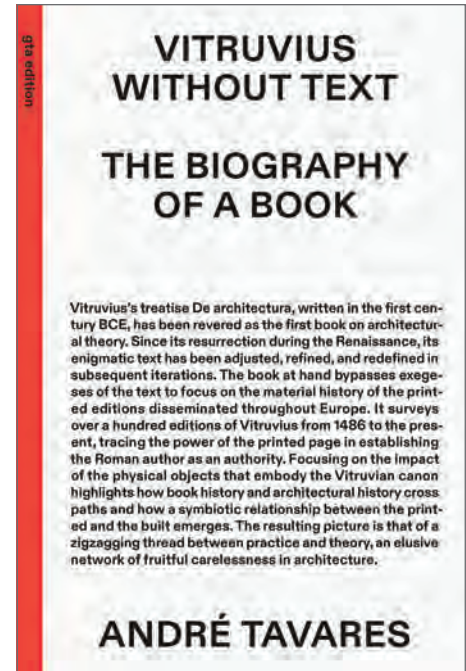 gta edition
VITRUVIUS
WITHOUT TEXT
THE BIOGRAPHY
OF A BOOK
Vitruvius's treatise De architectura, written in the first cen-
tury BCE, has been revered as the first book on architectur-
al theory. Since its resurrection during the Renaissance, its
enigmatic text has been adjusted, refined, and redefined in
subsequent iterations. The book at hand bypasses exege-
ses of the text to focus on the material history of the print-
ed editions disseminated throughout Europe. It surveys
over a hundred editions of Vitruvius from 1486 to the pres-
ent, tracing the power of the printed page in establishing
the Roman author as an authority. Focusing on the impact
of the physical objects that embody the Vitruvian canon
highlights how book history and architectural history cross
paths and how a symbiotic relationship between the print-
ed and the built emerges. The resulting picture is that of a
zigzagging thread between practice and theory, an elusive
network of fruitful carelessness in architecture.
ANDRÉ TAVARES